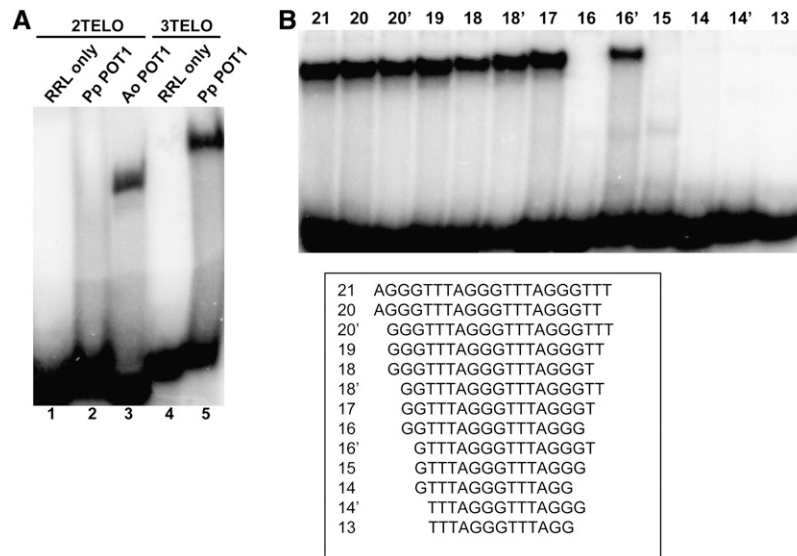 A
2TELO 3TELO
RRL only
Pp POT1
Ao POT1
RRL only
Pp POT1
1 2 3 4 5
B
21 20 20’ 19 18 18’ 17 16 16’ 15 14 14’ 13
21 AGGGTTTAGGGTTTAGGGTTT
20 AGGGTTTAGGGTTTAGGGTT
20’ GGGTTTAGGGTTTAGGGTTT
19 GGGTTTAGGGTTTAGGGTT
18 GGGTTTAGGGTTTAGGGT
18’ GGTTTAGGGTTTAGGGTT
17 GGTTTAGGGTTTAGGGT
16 GGTTTAGGGTTTAGGG
16’ GTTTAGGGTTTAGGGT
15 GTTTAGGGTTTAGGG
14 GTTTAGGGTTTAGG
14’ TTTAGGGTTTAGGG
13 TTTAGGGTTTAGG